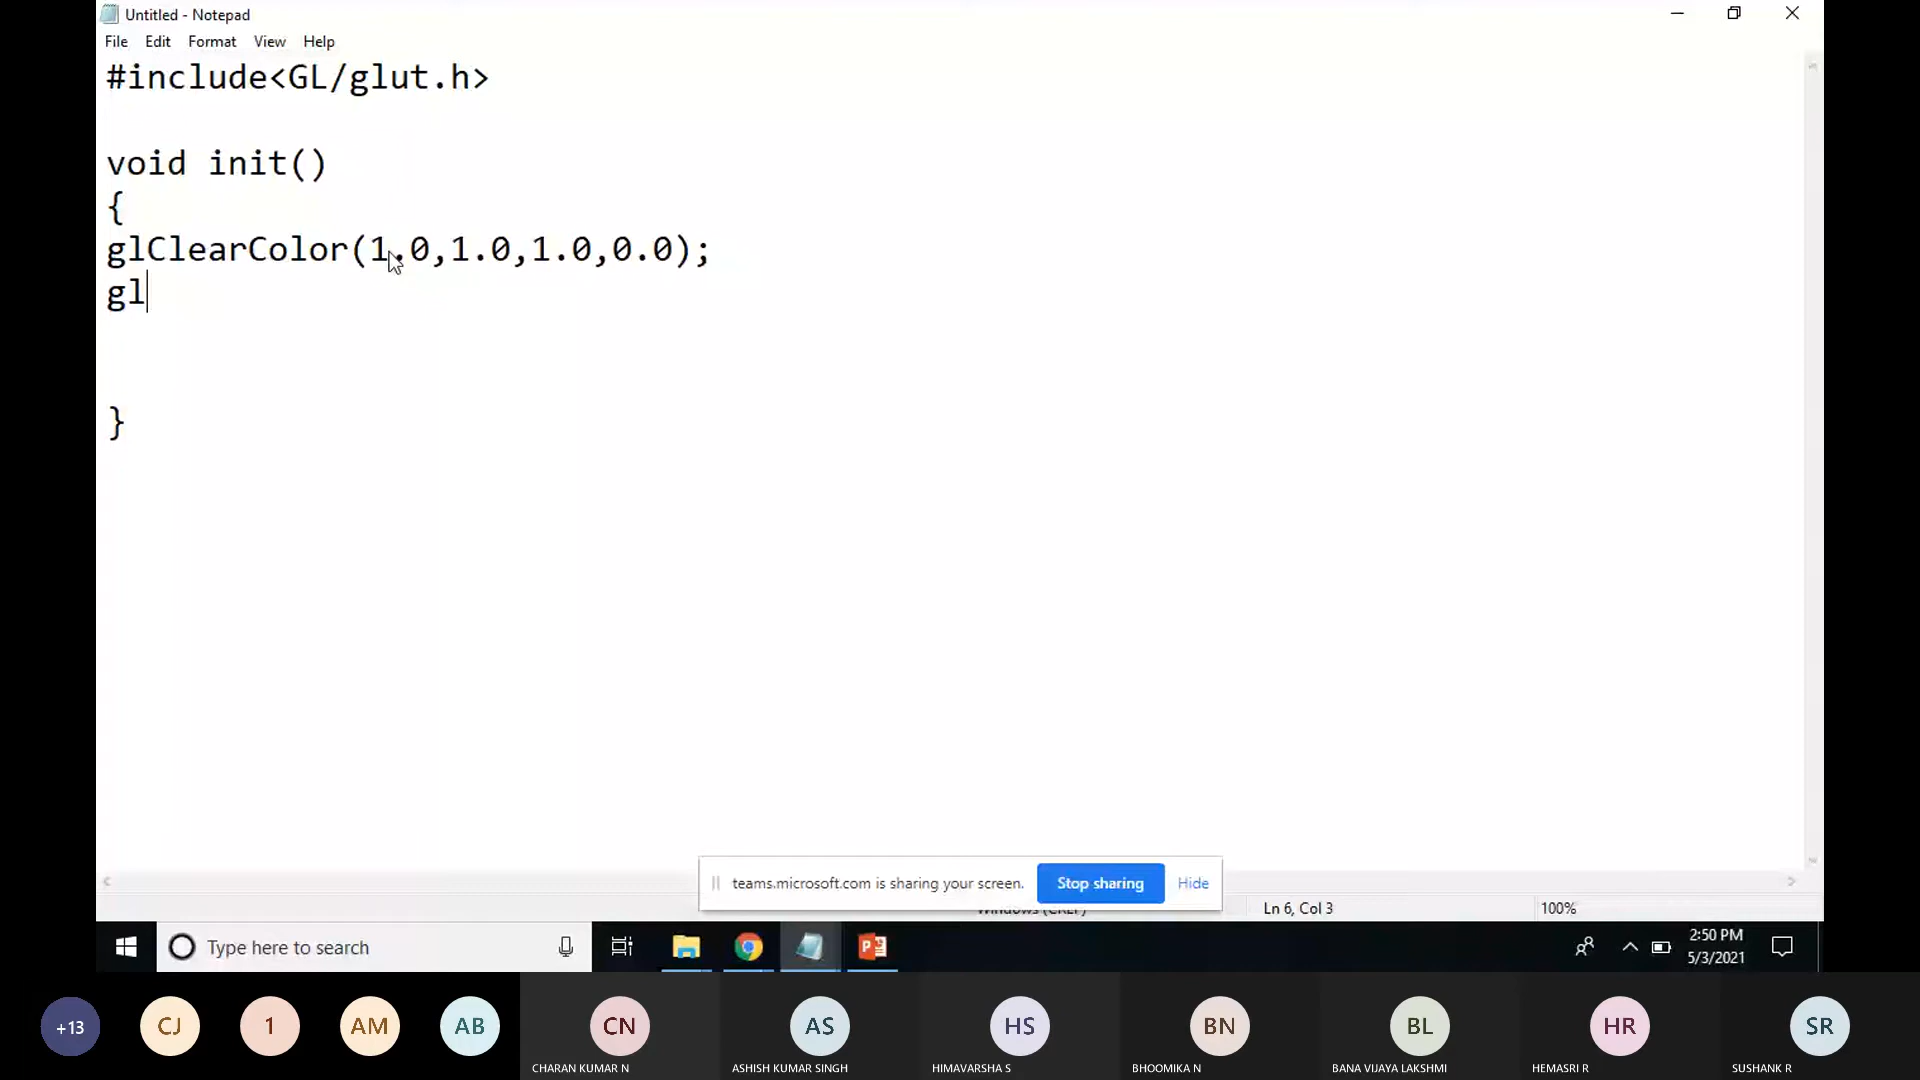 Untitled - Notepad
File Edit Format View Help
#include<GL/glut.h>
void init()
{
glClearColor(1.0,1.0,1.0,0.0);
gl
}
teams.microsoft.com is sharing your screen. Stop sharing Hide
Windows (CRLF) Ln 6, Col 3 100%
Type here to search
2:50 PM
5/3/2021
+13 CJ 1 AM AB CN AS HS BN BL HR SR
CHARAN KUMAR N ASHISH KUMAR SINGH HIMAVARSHA S BHOOMIKA N BANA VIJAYA LAKSHMI HEMASRI R SUSHANK R